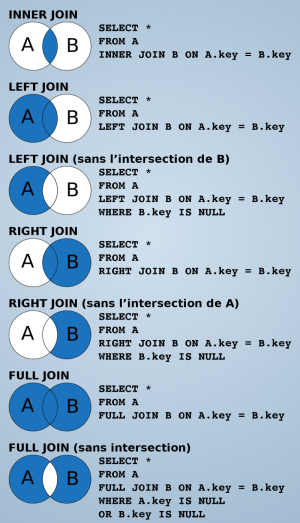 INNER JOIN
A B
SELECT *
FROM A
INNER JOIN B ON A.key = B.key
LEFT JOIN
A B
SELECT *
FROM A
LEFT JOIN B ON A.key = B.key
LEFT JOIN (sans l’intersection de B)
A B
SELECT *
FROM A
LEFT JOIN B ON A.key = B.key
WHERE B.key IS NULL
RIGHT JOIN
A B
SELECT *
FROM A
RIGHT JOIN B ON A.key = B.key
RIGHT JOIN (sans l’intersection de A)
A B
SELECT *
FROM A
RIGHT JOIN B ON A.key = B.key
WHERE B.key IS NULL
FULL JOIN
A B
SELECT *
FROM A
FULL JOIN B ON A.key = B.key
FULL JOIN (sans intersection)
A B
SELECT *
FROM A
FULL JOIN B ON A.key = B.key
WHERE A.key IS NULL
OR B.key IS NULL